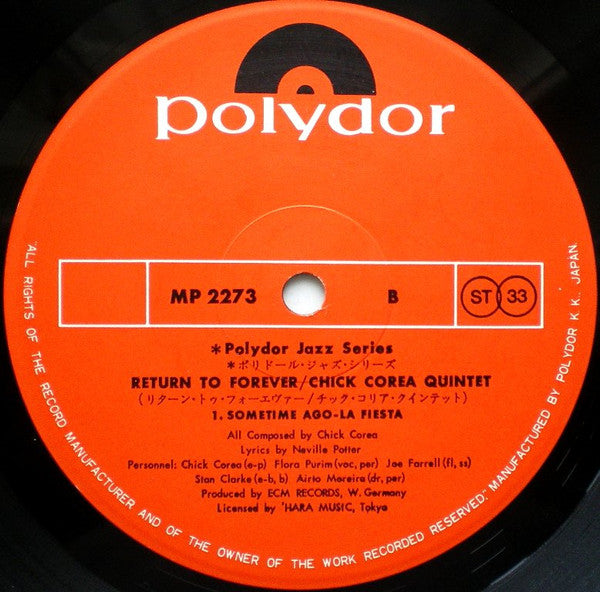 polydor
MP 2273 B ST 33
*Polydor Jazz Series
*ポリドール・ジャズ・シリーズ
RETURN TO FOREVER/CHICK COREA QUINTET
(リターン・トゥ・フォーエヴァー/チック・コリア・クインテット)
1. SOMETIME AGO-LA FIESTA
All Composed by Chick Corea
Lyrics by Neville Potter
Personnel: Chick Corea (e-p) Flora Purim (voc, per) Joe Farrell (fl, ss)
Stan Clarke (e-b, b) Airto Moreira (dr, per)
Produced by ECM RECORDS, W. Germany
Licensed by 'HARA MUSIC, Tokyo
"ALL RIGHTS OF THE RECORD MANUFACTURER AND OF THE OWNER OF THE WORK RECORDED RESERVED." MANUFACTURED BY POLYDOR K K. JAPAN.